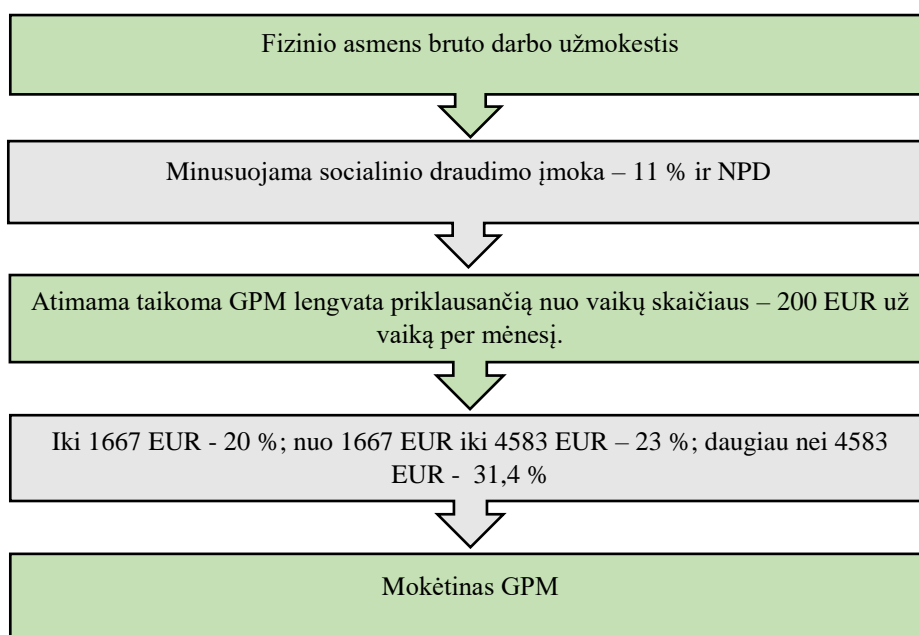 Fizinio asmens bruto darbo užmokestis
Minusuojama socialinio draudimo įmoka – 11 % ir NPD
Atimama taikoma GPM lengvata priklausančią nuo vaikų skaičiaus – 200 EUR už
vaiką per mėnesį.
Iki 1667 EUR - 20 %; nuo 1667 EUR iki 4583 EUR – 23 %; daugiau nei 4583
EUR - 31,4 %
Mokėtinas GPM